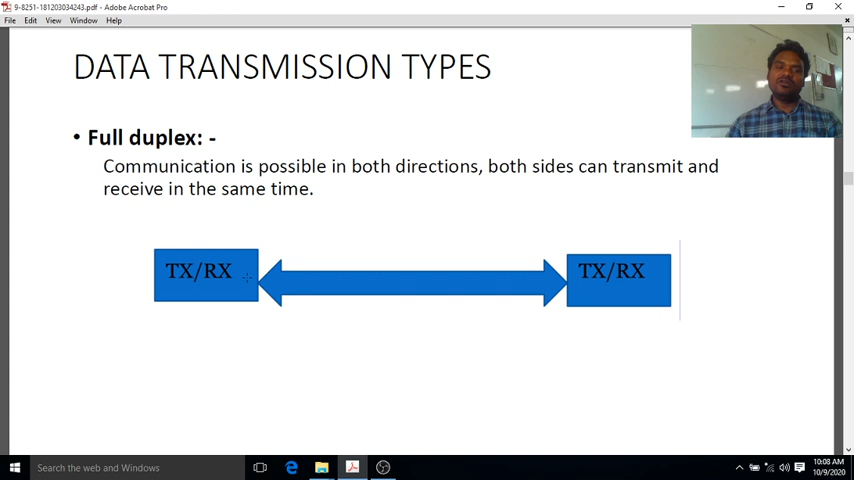 9-8251-181203034243.pdf - Adobe Acrobat Pro
File Edit View Window Help
DATA TRANSMISSION TYPES
• Full duplex: -
Communication is possible in both directions, both sides can transmit and
receive in the same time.
TX/RX
TX/RX
Search the web and Windows
10:08 AM
10/9/2020